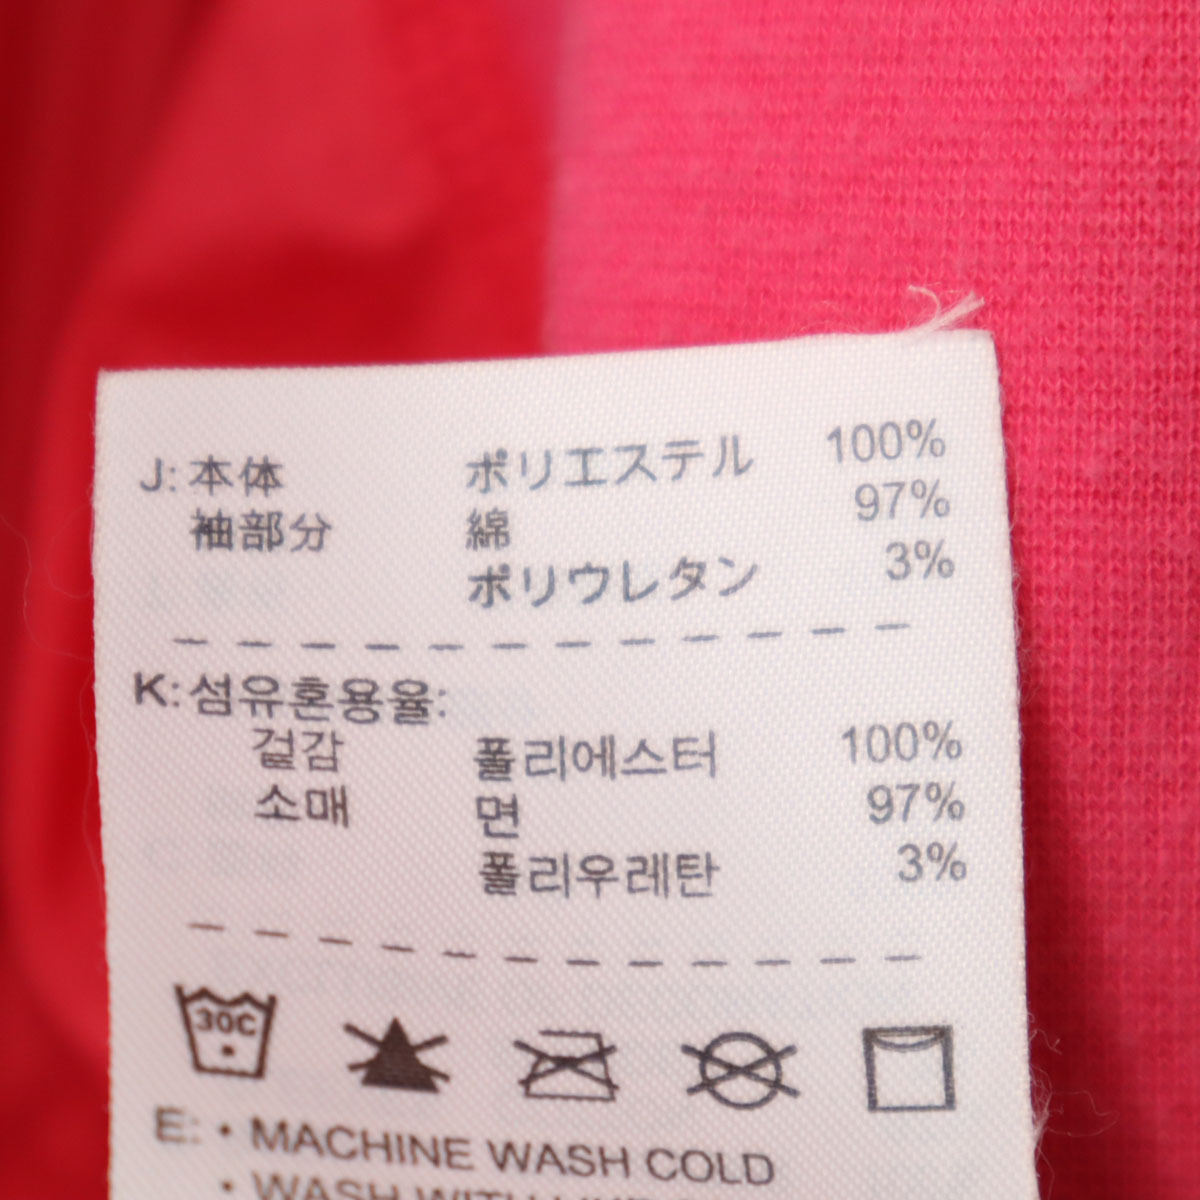 J: 本体 ポリエステル 100%
袖部分 綿 97%
ポリウレタン 3%
K: 섬유혼용율:
겉감 폴리에스터 100%
소매 면 97%
폴리우레탄 3%
30C
E: • MACHINE WASH COLD
• WASH WITH